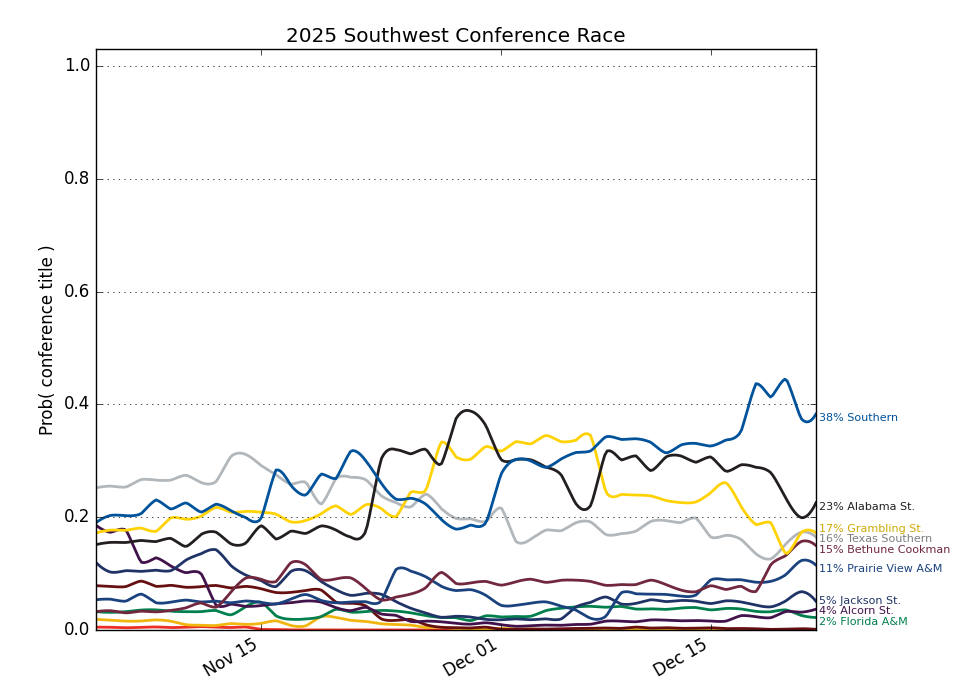 2025 Southwest Conference Race
Prob( conference title )
1.0
0.8
0.6
0.4
0.2
0.0
Nov 15
Dec 01
Dec 15
38% Southern
23% Alabama St.
17% Grambling St.
16% Texas Southern
15% Bethune Cookman
11% Prairie View A&M
5% Jackson St.
4% Alcorn St.
2% Florida A&M